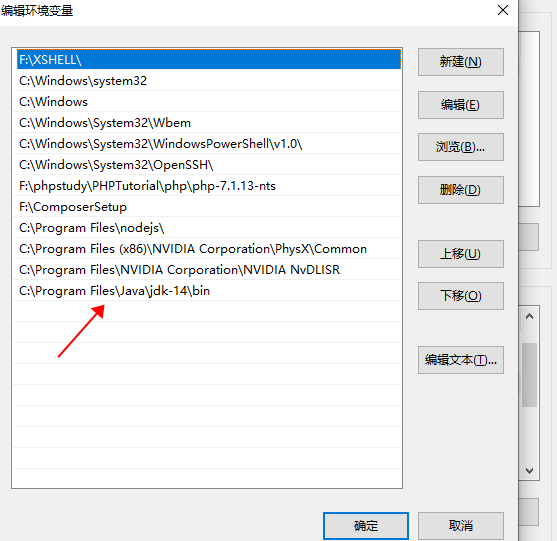 编辑环境变量
F:\XSHELL\
C:\Windows\system32
C:\Windows
C:\Windows\System32\Wbem
C:\Windows\System32\WindowsPowerShell\v1.0\
C:\Windows\System32\OpenSSH\
F:\phpstudy\PHPTutorial\php\php-7.1.13-nts
F:\ComposerSetup
C:\Program Files\nodejs\
C:\Program Files (x86)\NVIDIA Corporation\PhysX\Common
C:\Program Files\NVIDIA Corporation\NVIDIA NvDLISR
C:\Program Files\Java\jdk-14\bin
新建(N)
编辑(E)
浏览(B)...
删除(D)
上移(U)
下移(O)
编辑文本(T)...
确定
取消